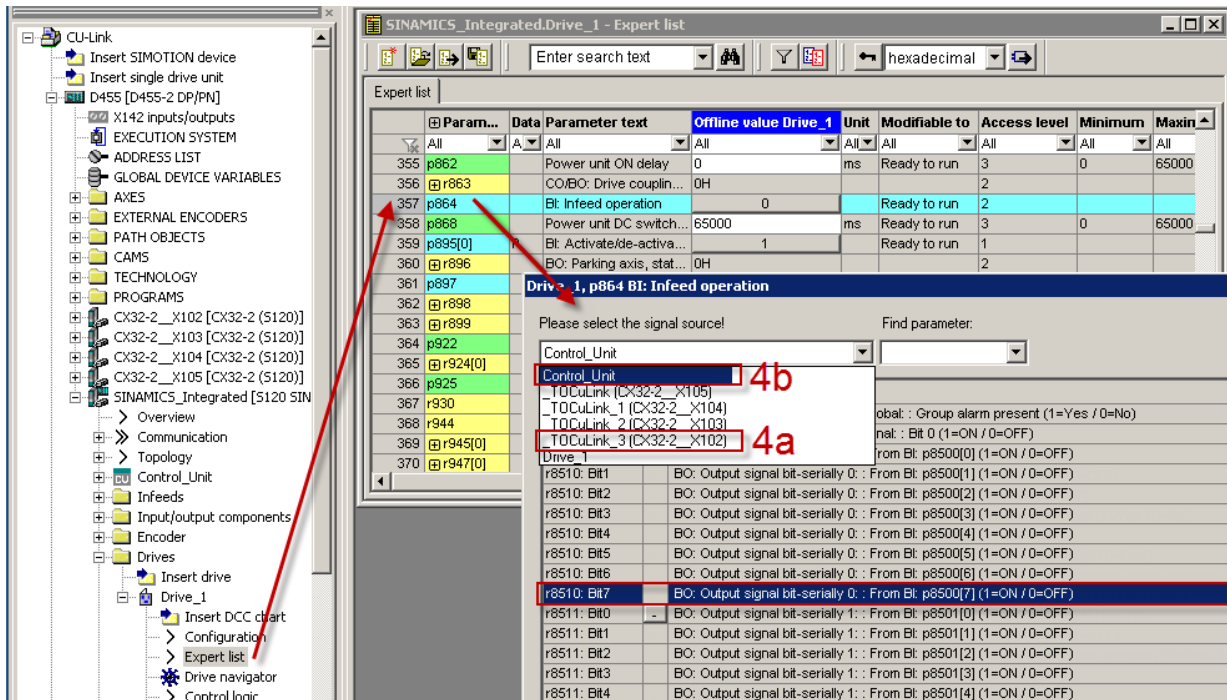 CU-Link
Insert SIMOTION device
Insert single drive unit
D455 [D455-2 DP/PN]
X142 inputs/outputs
EXECUTION SYSTEM
ADDRESS LIST
GLOBAL DEVICE VARIABLES
AXES
EXTERNAL ENCODERS
PATH OBJECTS
CAMS
TECHNOLOGY
PROGRAMS
CX32-2__X102 [CX32-2 (S120)]
CX32-2__X103 [CX32-2 (S120)]
CX32-2__X104 [CX32-2 (S120)]
CX32-2__X105 [CX32-2 (S120)]
SINAMICS_Integrated [S120 SIN
Overview
Communication
Topology
Control_Unit
Infeeds
Input/output components
Encoder
Drives
Insert drive
Drive_1
Insert DCC chart
Configuration
Expert list
Drive navigator
Control logic
SINAMICS_Integrated.Drive_1 - Expert list
Enter search text hexadecimal
Expert list
Param... Data Parameter text Offline value Drive_1 Unit Modifiable to Access level Minimum Maxin
All A All All All All All All All
355 p862 Power unit ON delay 0 ms Ready to run 3 0 65000
356 r863 CO/BO: Drive couplin... 0H 2
357 p864 BI: Infeed operation 0 Ready to run 2
358 p868 Power unit DC switch... 65000 ms Ready to run 3 0 65000
359 p895[0] BI: Activate/de-activa... 1 Ready to run 1
360 r896 BO: Parking axis, stat... 0H 2
361 p897
362 r898
363 r899
364 p922
365 r924[0]
366 p925
367 r930
368 r944
369 r945[0]
370 r947[0]
Drive_1, p864 BI: Infeed operation
Please select the signal source! Find parameter:
Control_Unit
Control_Unit 4b
_TOCuLink (CX32-2__X105)
_TOCuLink_1 (CX32-2__X104)
_TOCuLink_2 (CX32-2__X103)
_TOCuLink_3 (CX32-2__X102) 4a
Drive_1
obal: : Group alarm present (1=Yes / 0=No)
nal: : Bit 0 (1=ON / 0=OFF)
From BI: p8500[0] (1=ON / 0=OFF)
r8510: Bit1 BO: Output signal bit-serially 0: : From BI: p8500[1] (1=ON / 0=OFF)
r8510: Bit2 BO: Output signal bit-serially 0: : From BI: p8500[2] (1=ON / 0=OFF)
r8510: Bit3 BO: Output signal bit-serially 0: : From BI: p8500[3] (1=ON / 0=OFF)
r8510: Bit4 BO: Output signal bit-serially 0: : From BI: p8500[4] (1=ON / 0=OFF)
r8510: Bit5 BO: Output signal bit-serially 0: : From BI: p8500[5] (1=ON / 0=OFF)
r8510: Bit6 BO: Output signal bit-serially 0: : From BI: p8500[6] (1=ON / 0=OFF)
r8510: Bit7 BO: Output signal bit-serially 0: : From BI: p8500[7] (1=ON / 0=OFF)
r8511: Bit0 - BO: Output signal bit-serially 1: : From BI: p8501[0] (1=ON / 0=OFF)
r8511: Bit1 BO: Output signal bit-serially 1: : From BI: p8501[1] (1=ON / 0=OFF)
r8511: Bit2 BO: Output signal bit-serially 1: : From BI: p8501[2] (1=ON / 0=OFF)
r8511: Bit3 BO: Output signal bit-serially 1: : From BI: p8501[3] (1=ON / 0=OFF)
r8511: Bit4 BO: Output signal bit-serially 1: : From BI: p8501[4] (1=ON / 0=OFF)